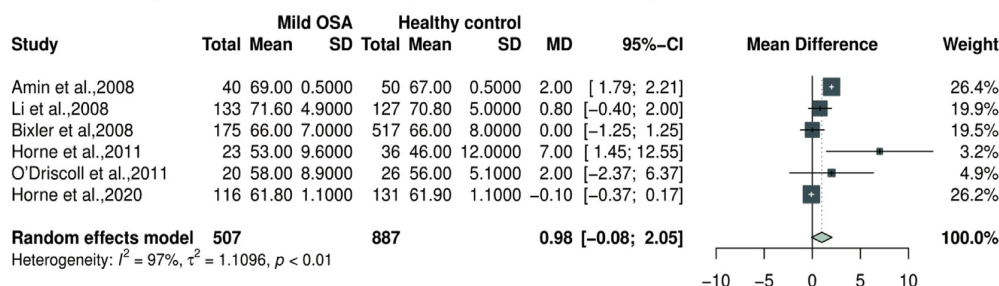 Mild OSA Healthy control
Study Total Mean SD Total Mean SD MD 95%−CI Mean Difference Weight
Amin et al.,2008 40 69.00 0.5000 50 67.00 0.5000 2.00 [ 1.79; 2.21] 26.4%
Li et al.,2008 133 71.60 4.9000 127 70.80 5.0000 0.80 [−0.40; 2.00] 19.9%
Bixler et al,2008 175 66.00 7.0000 517 66.00 8.0000 0.00 [−1.25; 1.25] 19.5%
Horne et al.,2011 23 53.00 9.6000 36 46.00 12.0000 7.00 [ 1.45; 12.55] 3.2%
O'Driscoll et al.,2011 20 58.00 8.9000 26 56.00 5.1000 2.00 [−2.37; 6.37] 4.9%
Horne et al.,2020 116 61.80 1.1000 131 61.90 1.1000 −0.10 [−0.37; 0.17] 26.2%
Random effects model 507 887 0.98 [−0.08; 2.05] 100.0%
Heterogeneity: I² = 97%, τ² = 1.1096, p < 0.01
−10 −5 0 5 10